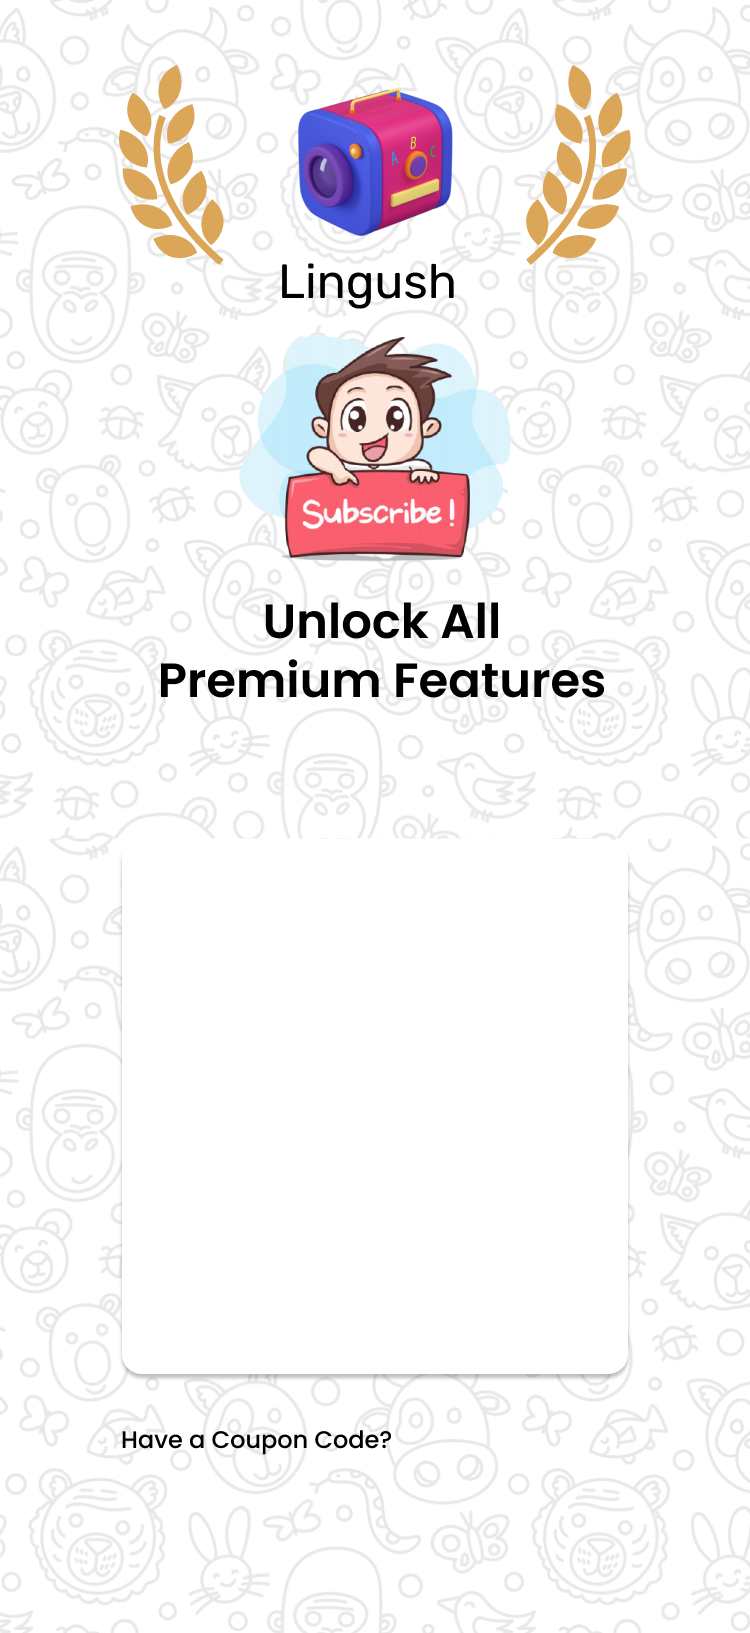 A B C
Lingush
Subscribe!
Unlock All
Premium Features
Have a Coupon Code?